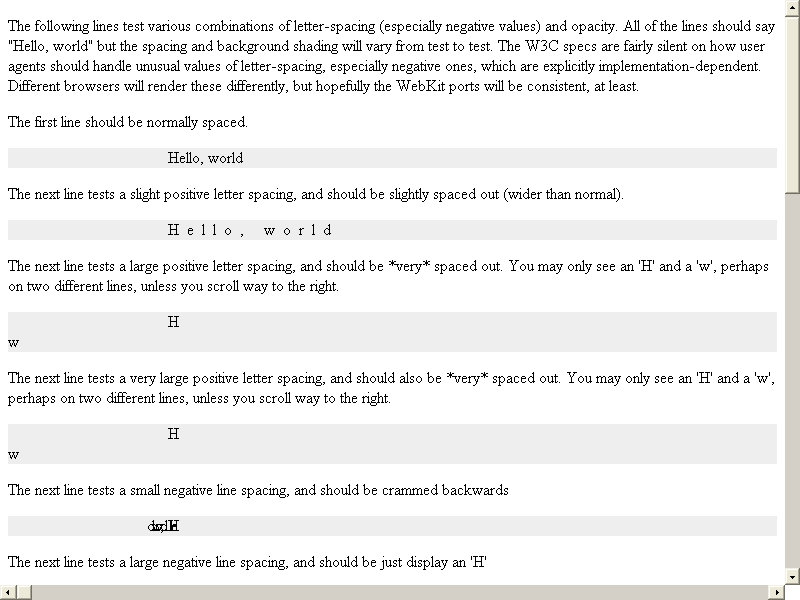 The following lines test various combinations of letter-spacing (especially negative values) and opacity. All of the lines should say
"Hello, world" but the spacing and background shading will vary from test to test. The W3C specs are fairly silent on how user
agents should handle unusual values of letter-spacing, especially negative ones, which are explicitly implementation-dependent.
Different browsers will render these differently, but hopefully the WebKit ports will be consistent, at least.
The first line should be normally spaced.
Hello, world
The next line tests a slight positive letter spacing, and should be slightly spaced out (wider than normal).
H e l l o ,   w o r l d
The next line tests a large positive letter spacing, and should be *very* spaced out. You may only see an 'H' and a 'w', perhaps
on two different lines, unless you scroll way to the right.
H
w
The next line tests a very large positive letter spacing, and should also be *very* spaced out. You may only see an 'H' and a 'w',
perhaps on two different lines, unless you scroll way to the right.
H
w
The next line tests a small negative line spacing, and should be crammed backwards
The next line tests a large negative line spacing, and should be just display an 'H'